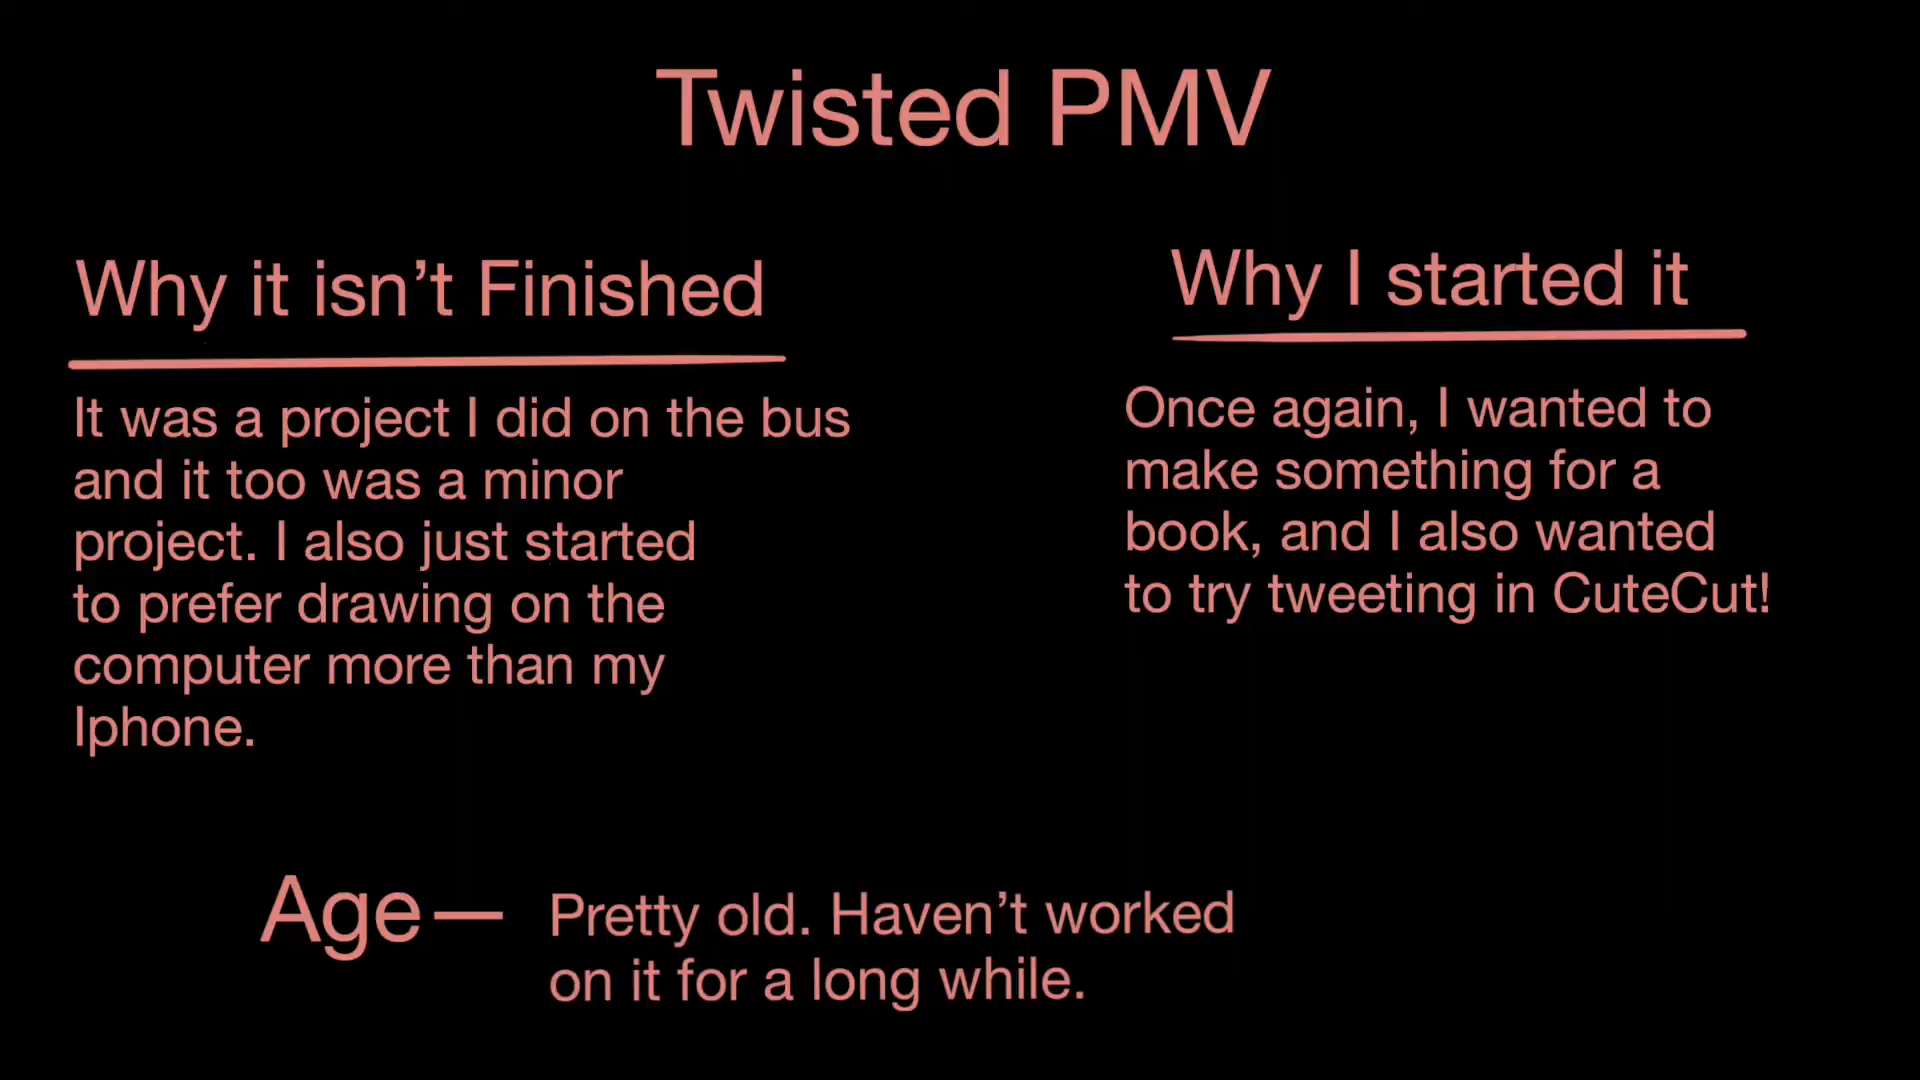 Twisted PMV
Why it isn’t Finished
It was a project I did on the bus
and it too was a minor
project. I also just started
to prefer drawing on the
computer more than my
Iphone.
Why I started it
Once again, I wanted to
make something for a
book, and I also wanted
to try tweeting in CuteCut!
Age—
Pretty old. Haven’t worked
on it for a long while.